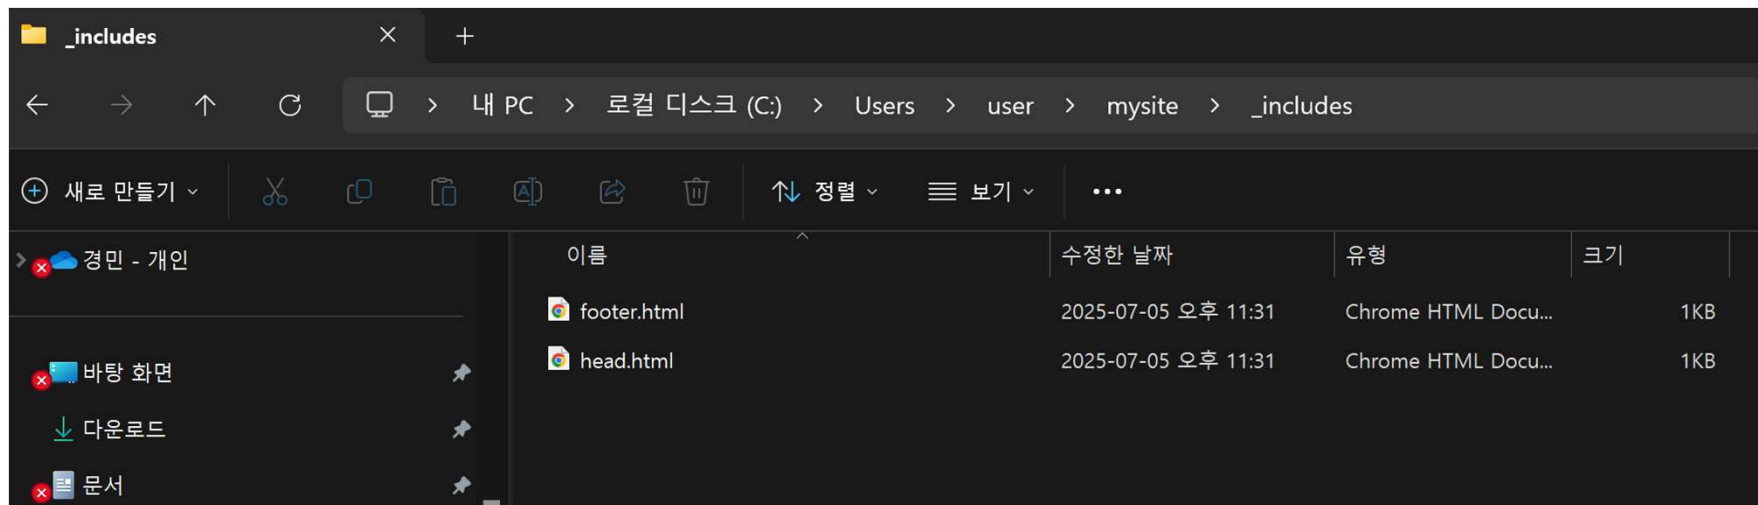 _includes
내 PC > 로컬 디스크 (C:) > Users > user > mysite > _includes
새로 만들기 정렬 보기
경민 - 개인
바탕 화면
다운로드
문서
이름 수정한 날짜 유형 크기
footer.html 2025-07-05 오후 11:31 Chrome HTML Docu... 1KB
head.html 2025-07-05 오후 11:31 Chrome HTML Docu... 1KB